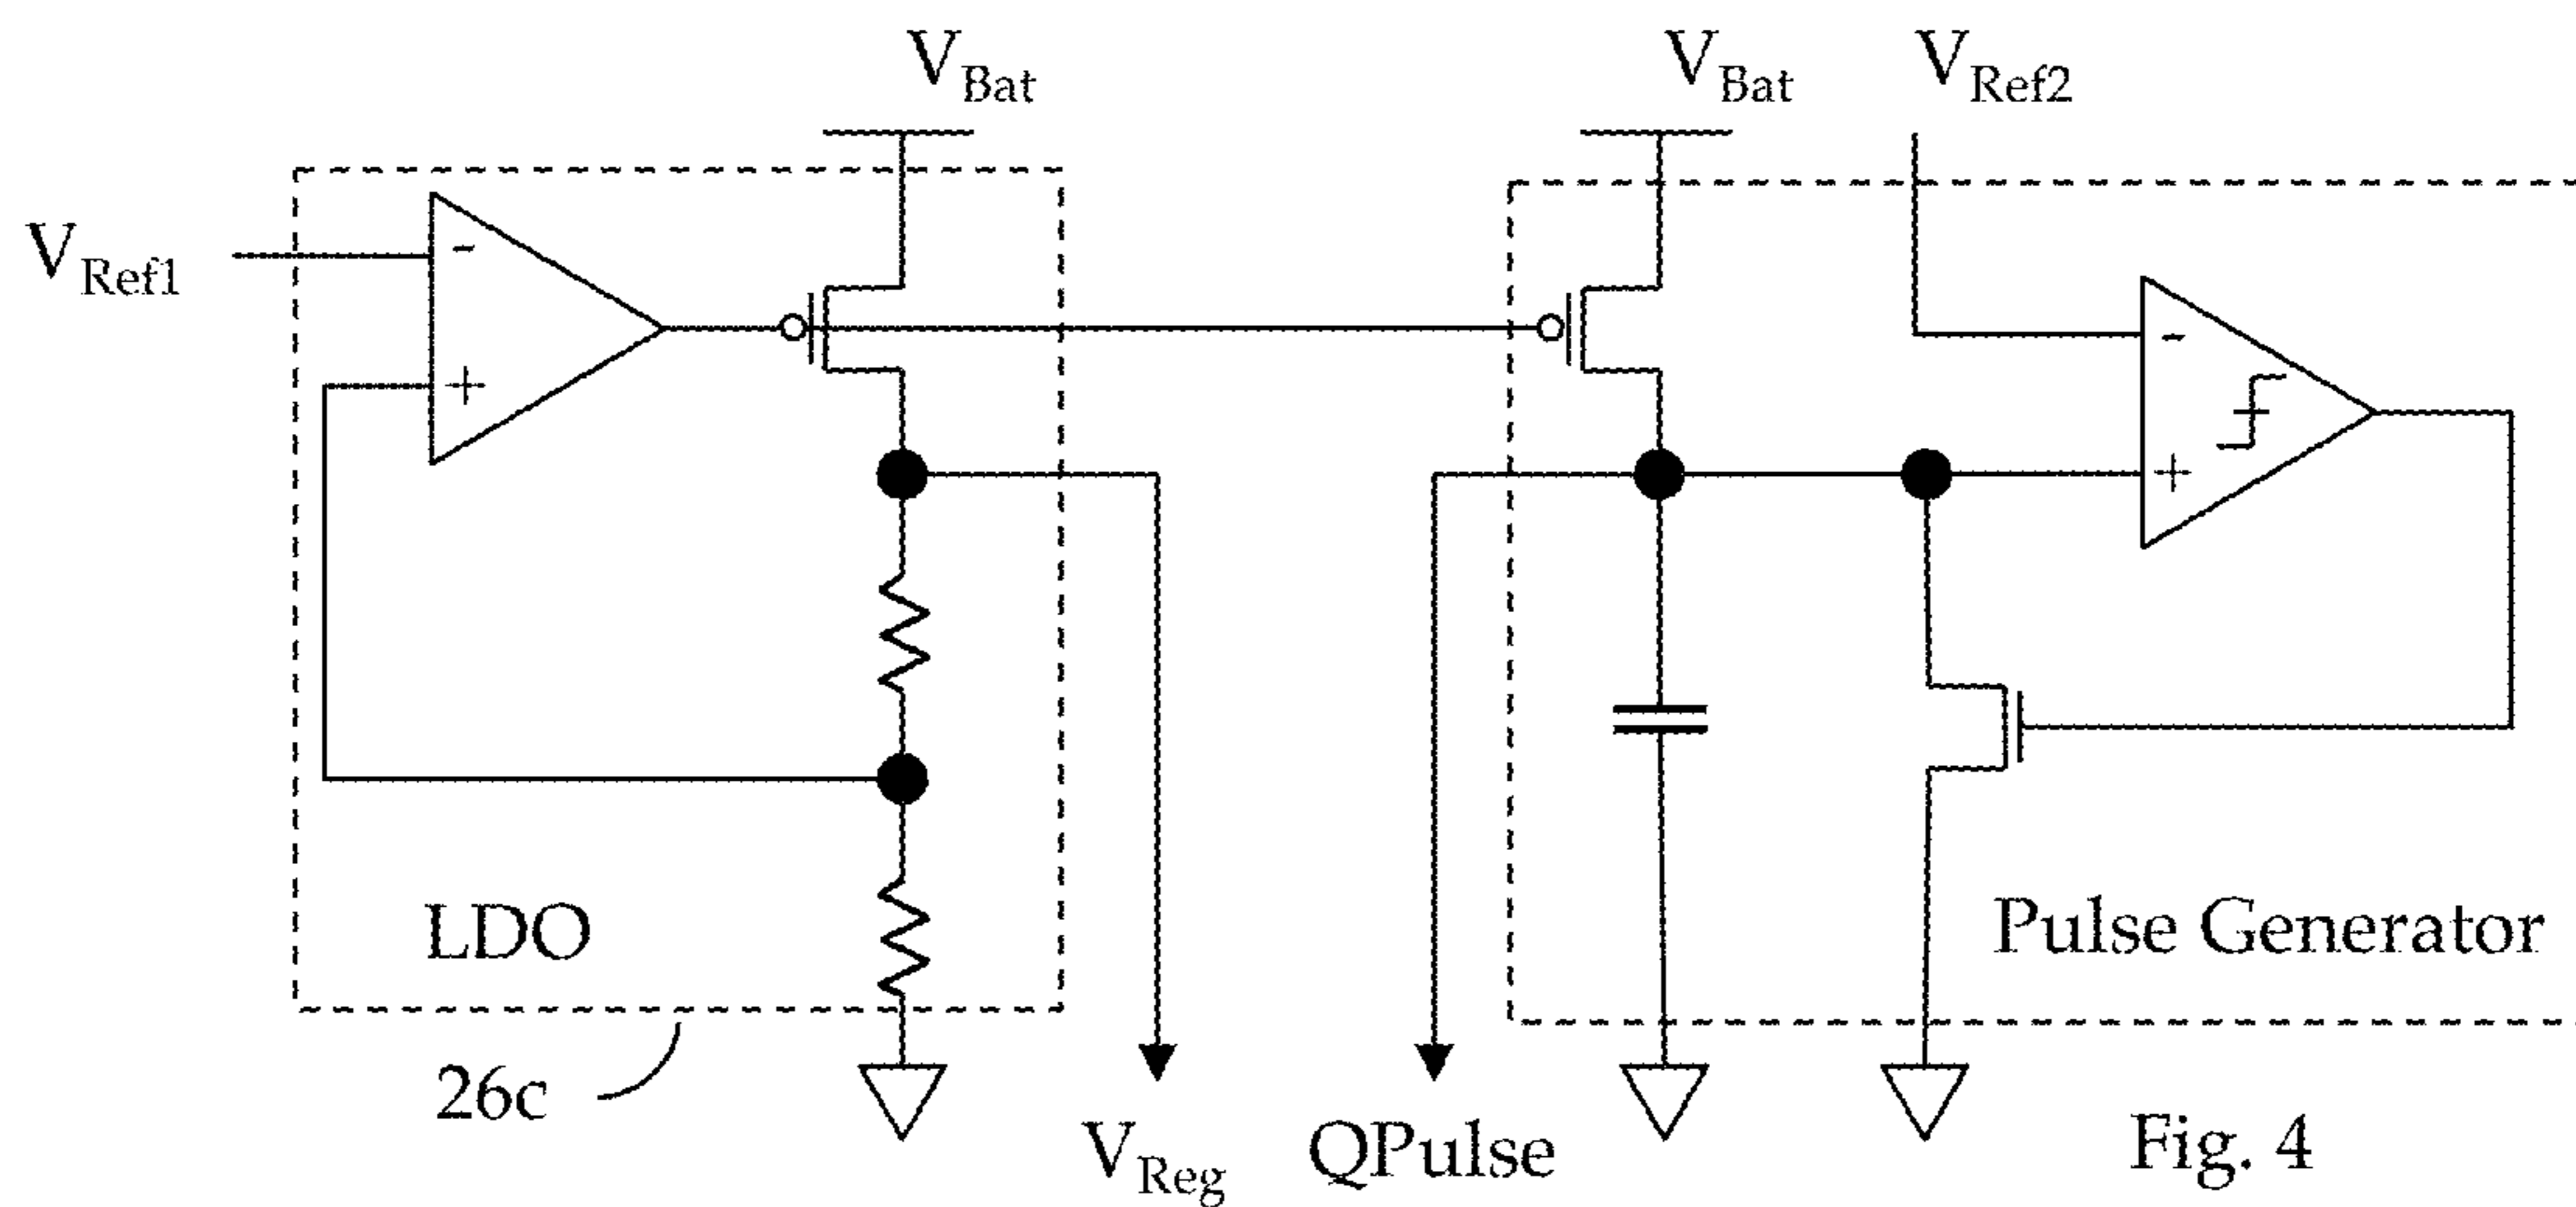 V_Bat
V_Bat
V_Ref2
V_Ref1
-
+
-
+
LDO
Pulse Generator
26c
V_Reg
QPulse
Fig. 4